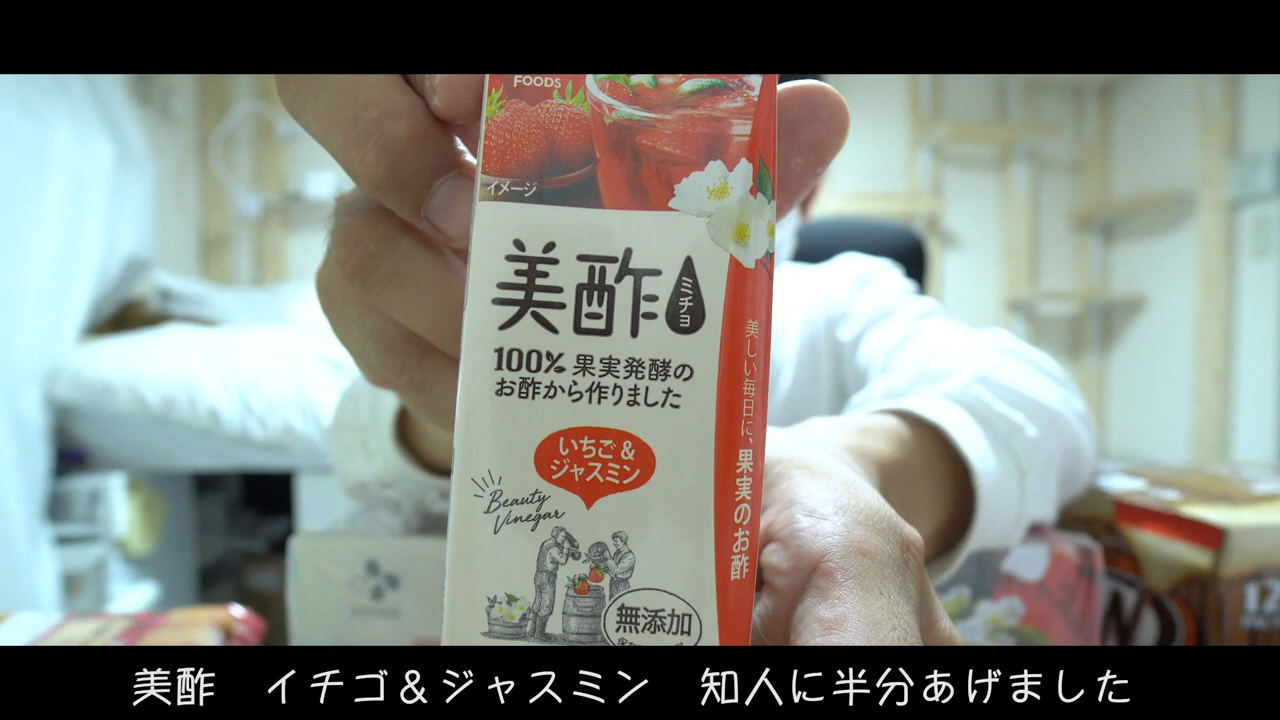 FOODS
イメージ
美酢
ミチョ
100% 果実発酵の
お酢から作りました
いちご&
ジャスミン
Beauty
Vinegar
無添加
美しい毎日に、果実のお酢
美酢 イチゴ&ジャスミン 知人に半分あげました